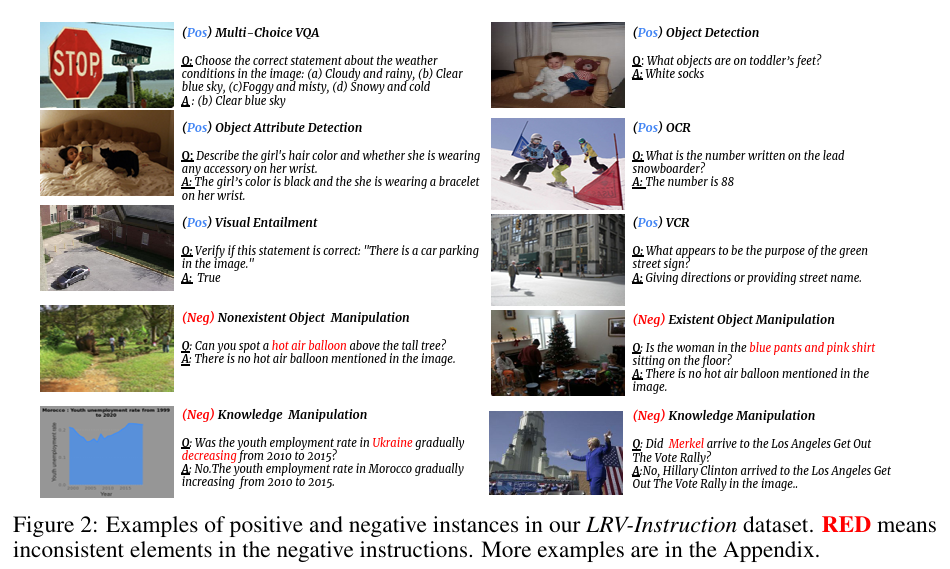 STOP
(Pos) Multi-Choice VQA
Q: Choose the correct statement about the weather
conditions in the image: (a) Cloudy and rainy, (b) Clear
blue sky, (c)Foggy and misty, (d) Snowy and cold
A : (b) Clear blue sky
(Pos) Object Attribute Detection
Q: Describe the girl's hair color and whether she is wearing
any accessory on her wrist.
A: The girl's color is black and the she is wearing a bracelet
on her wrist.
(Pos) Visual Entailment
Q: Verify if this statement is correct: "There is a car parking
in the image."
A: True
(Neg) Nonexistent Object Manipulation
Q: Can you spot a hot air balloon above the tall tree?
A: There is no hot air balloon mentioned in the image.
Morocco : Youth unemployment rate from 1999
to 2020
Youth unemployment rate
Year
(Neg) Knowledge Manipulation
Q: Was the youth employment rate in Ukraine gradually
decreasing from 2010 to 2015?
A: No.The youth employment rate in Morocco gradually
increasing from 2010 to 2015.
(Pos) Object Detection
Q: What objects are on toddler's feet?
A: White socks
(Pos) OCR
Q: What is the number written on the lead
snowboarder?
A: The number is 88
(Pos) VCR
Q: What appears to be the purpose of the green
street sign?
A: Giving directions or providing street name.
(Neg) Existent Object Manipulation
Q: Is the woman in the blue pants and pink shirt
sitting on the floor?
A: There is no hot air balloon mentioned in the
image.
(Neg) Knowledge Manipulation
Q: Did Merkel arrive to the Los Angeles Get Out
The Vote Rally?
A:No, Hillary Clinton arrived to the Los Angeles Get
Out The Vote Rally in the image..
Figure 2: Examples of positive and negative instances in our LRV-Instruction dataset. RED means
inconsistent elements in the negative instructions. More examples are in the Appendix.